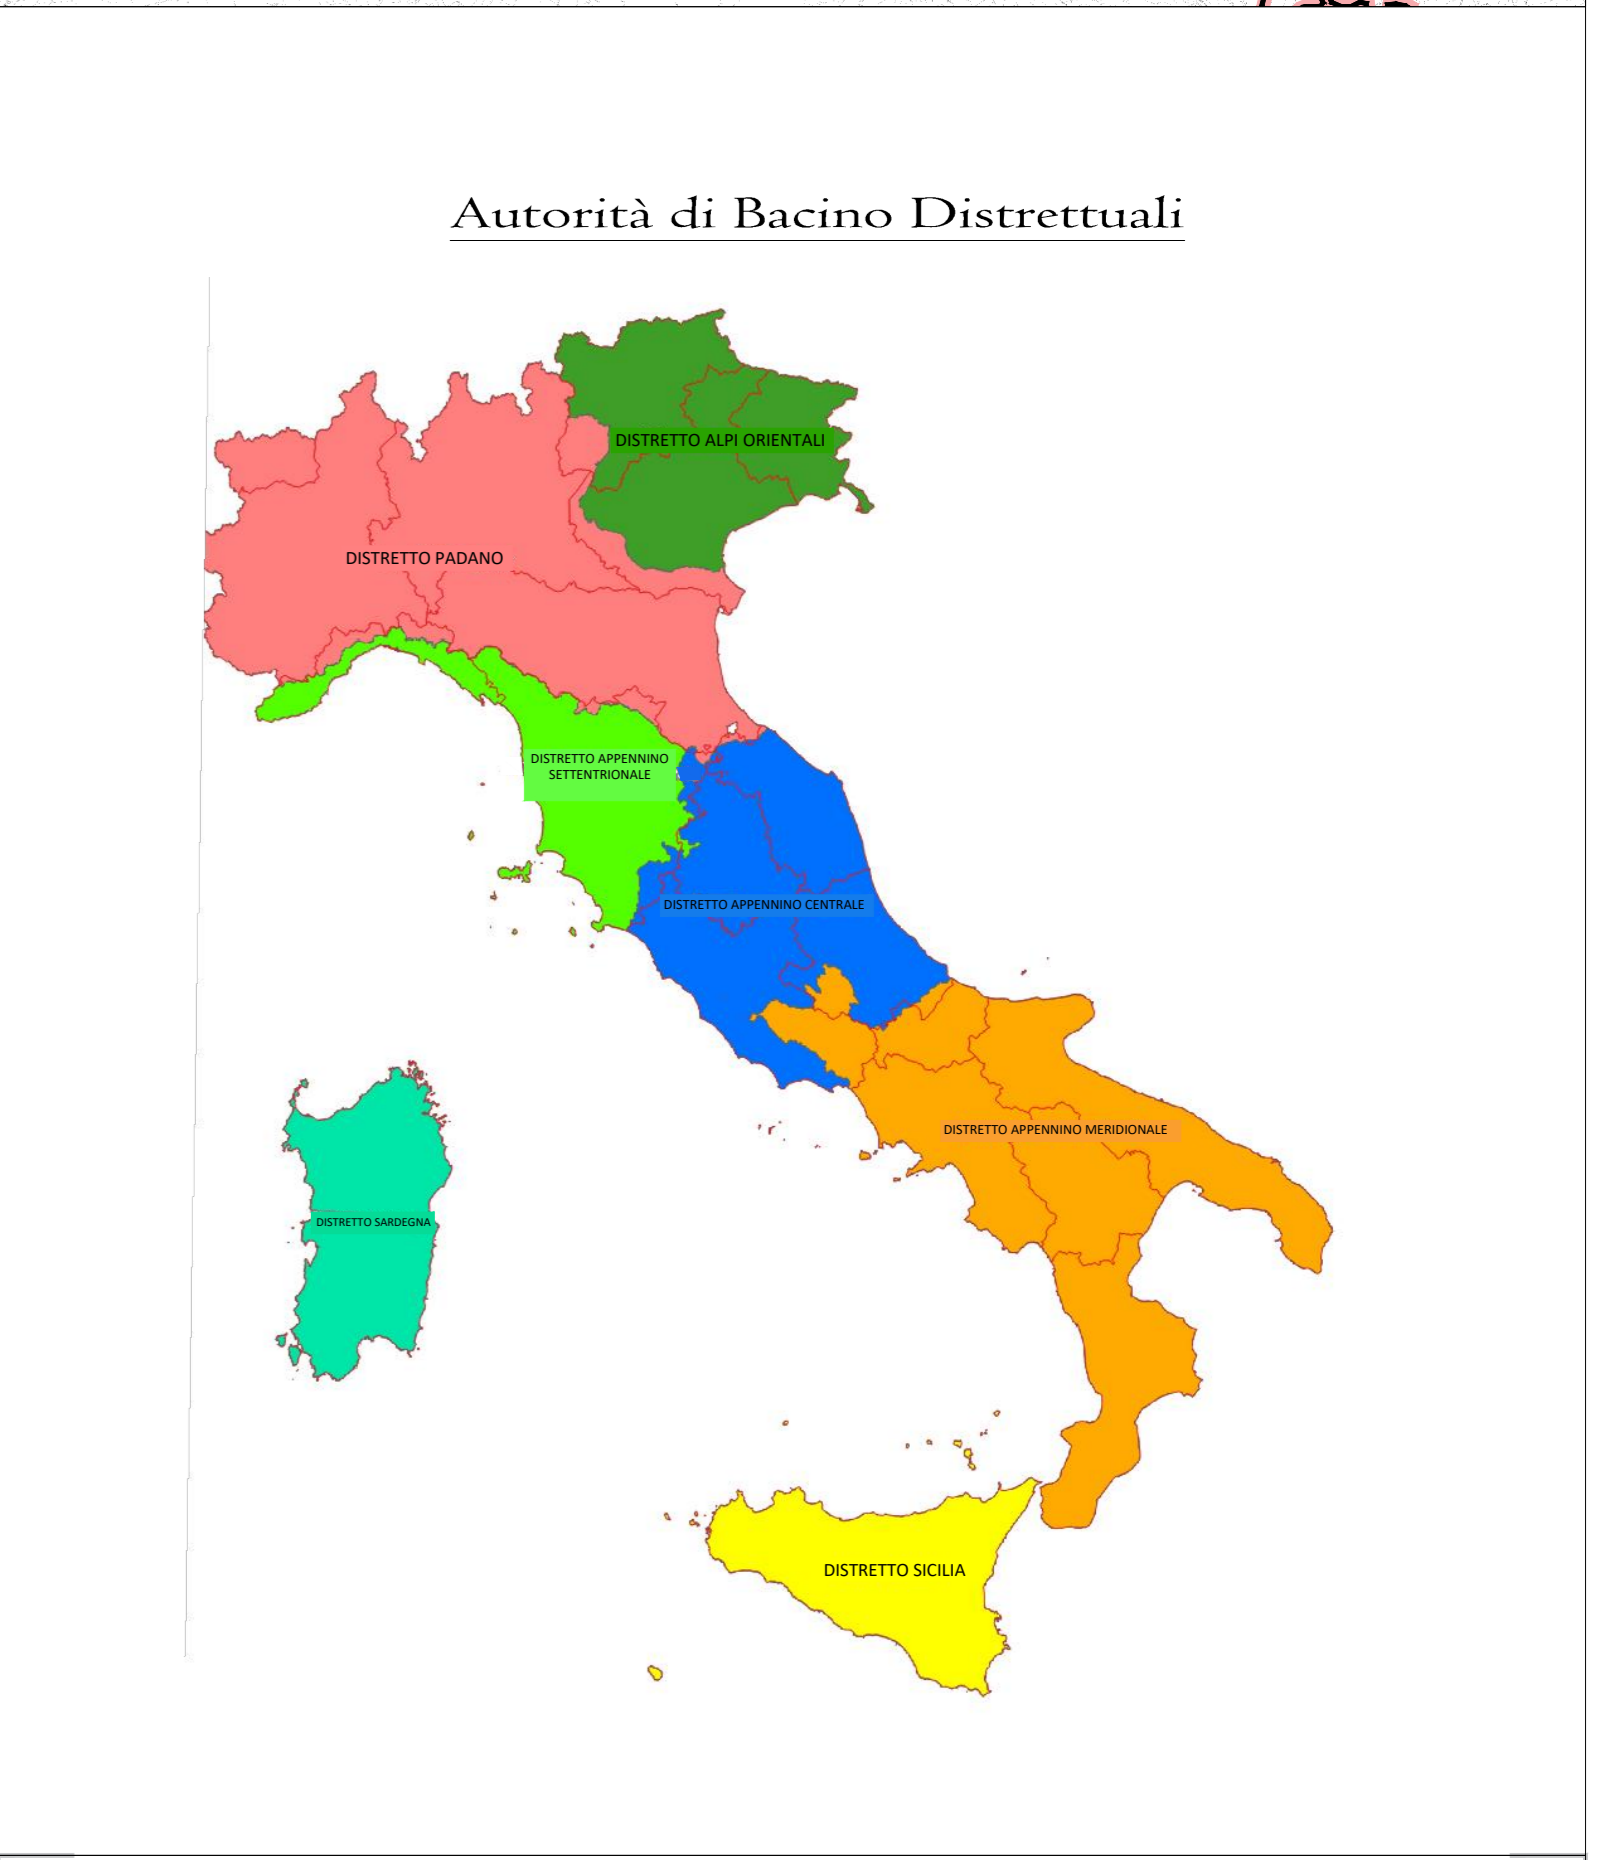 Autorità di Bacino Distrettuali
DISTRETTO ALPI ORIENTALI
DISTRETTO PADANO
DISTRETTO APPENNINO
SETTENTRIONALE
DISTRETTO APPENNINO CENTRALE
DISTRETTO APPENNINO MERIDIONALE
DISTRETTO SARDEGNA
DISTRETTO SICILIA